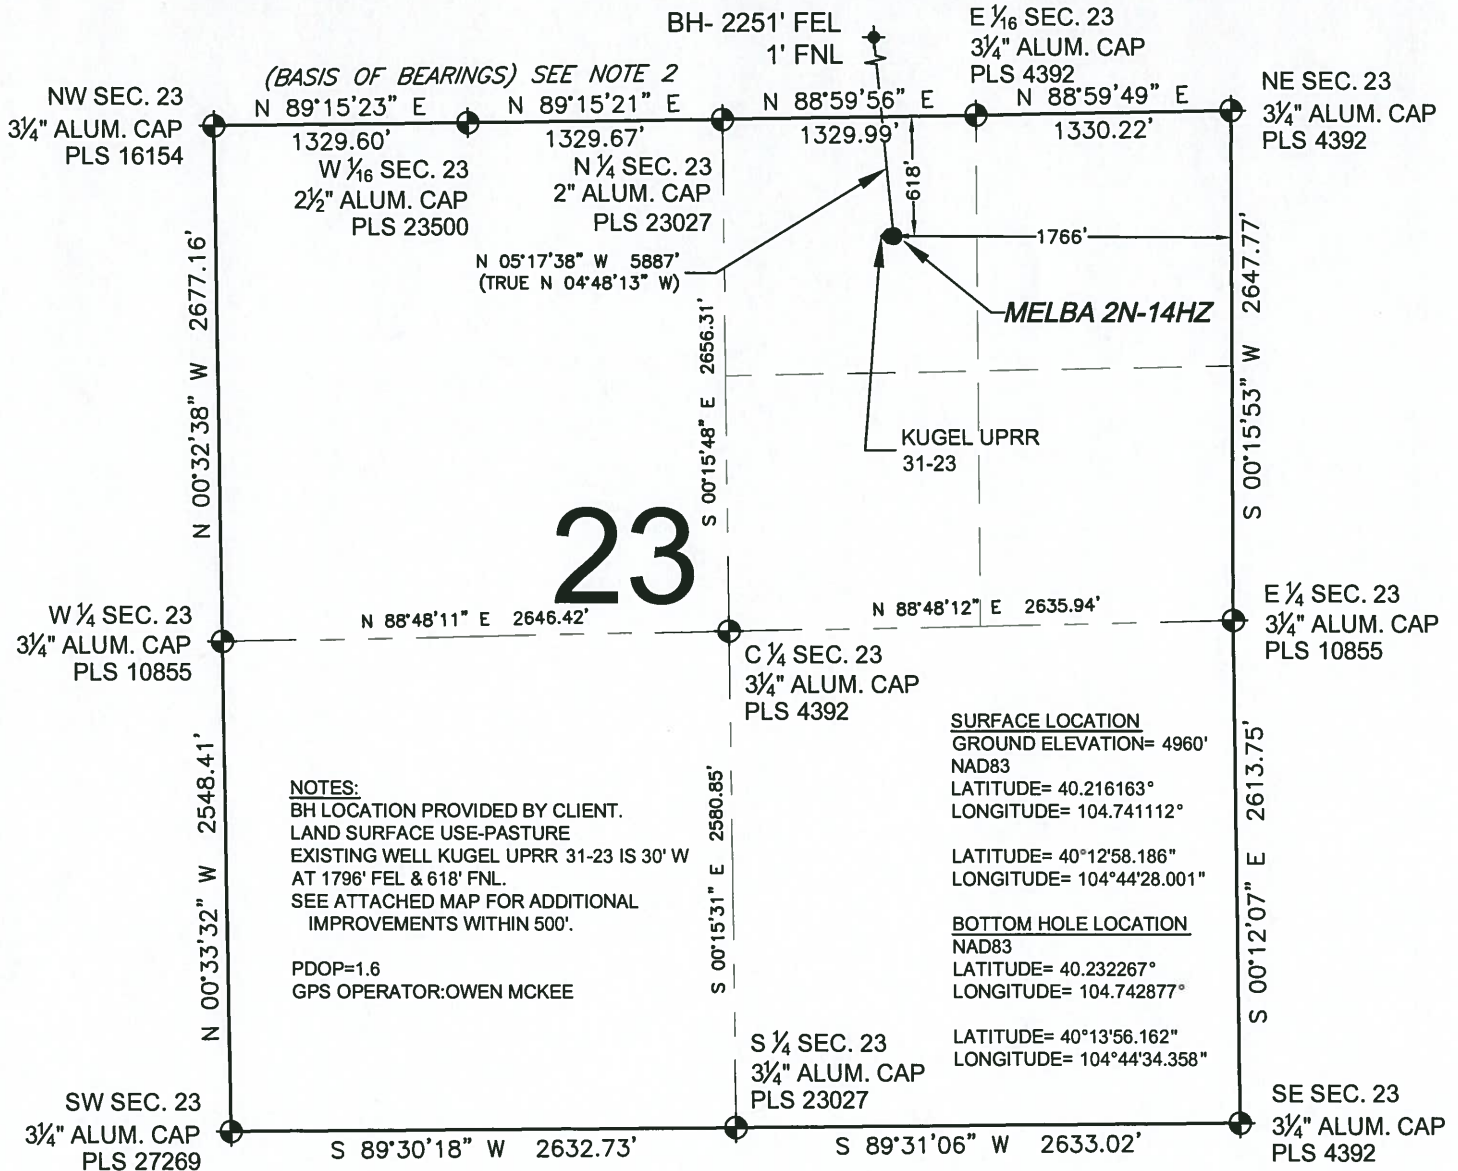 BH- 2251' FEL
1' FNL
E 1/16 SEC. 23
3¼" ALUM. CAP
PLS 4392
(BASIS OF BEARINGS) SEE NOTE 2
NW SEC. 23
3¼" ALUM. CAP
PLS 16154
N 89°15'23" E
1329.60'
N 89°15'21" E
1329.67'
N 88°59'56" E
1329.99'
N 88°59'49" E
1330.22'
NE SEC. 23
3¼" ALUM. CAP
PLS 4392
W 1/16 SEC. 23
2½" ALUM. CAP
PLS 23500
N ¼ SEC. 23
2" ALUM. CAP
PLS 23027
618'
1766'
N 05°17'38" W 5887'
(TRUE N 04°48'13" W)
MELBA 2N-14HZ
KUGEL UPRR
31-23
N 00°32'38" W 2677.16'
S 00°15'48" E 2656.31'
S 00°15'53" W 2647.77'
23
W ¼ SEC. 23
3¼" ALUM. CAP
PLS 10855
N 88°48'11" E 2646.42'
N 88°48'12" E 2635.94'
E ¼ SEC. 23
3¼" ALUM. CAP
PLS 10855
C ¼ SEC. 23
3¼" ALUM. CAP
PLS 4392
N 00°33'32" W 2548.41'
NOTES:
BH LOCATION PROVIDED BY CLIENT.
LAND SURFACE USE-PASTURE
EXISTING WELL KUGEL UPRR 31-23 IS 30' W
AT 1796' FEL & 618' FNL.
SEE ATTACHED MAP FOR ADDITIONAL
IMPROVEMENTS WITHIN 500'.
PDOP=1.6
GPS OPERATOR:OWEN MCKEE
S 00°15'31" E 2580.85'
SURFACE LOCATION
GROUND ELEVATION= 4960'
NAD83
LATITUDE= 40.216163°
LONGITUDE= 104.741112°
LATITUDE= 40°12'58.186"
LONGITUDE= 104°44'28.001"
BOTTOM HOLE LOCATION
NAD83
LATITUDE= 40.232267°
LONGITUDE= 104.742877°
LATITUDE= 40°13'56.162"
LONGITUDE= 104°44'34.358"
S 00°12'07" E 2613.75'
SW SEC. 23
3¼" ALUM. CAP
PLS 27269
S 89°30'18" W 2632.73'
S ¼ SEC. 23
3¼" ALUM. CAP
PLS 23027
S 89°31'06" W 2633.02'
SE SEC. 23
3¼" ALUM. CAP
PLS 4392